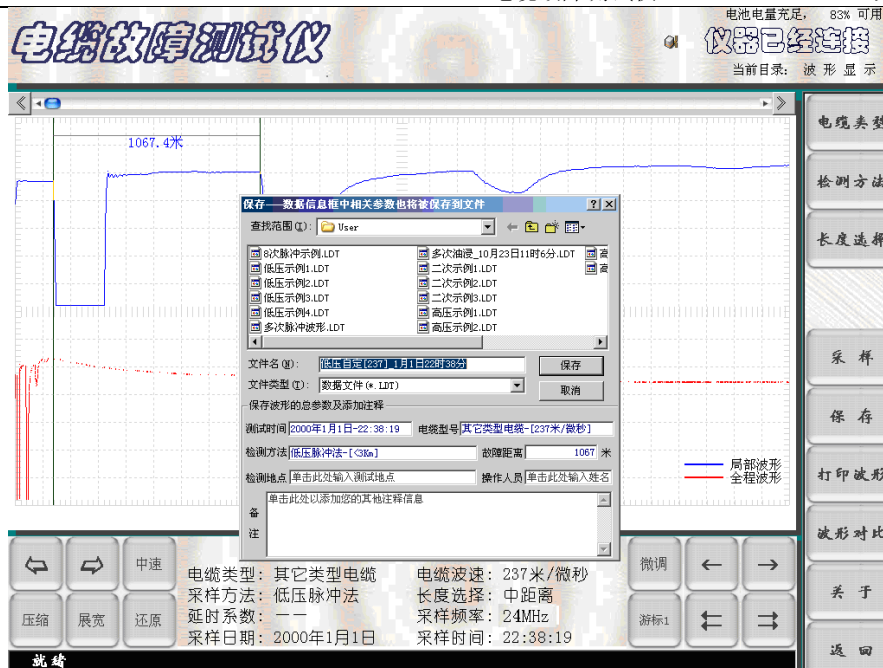 电池电量充足， 83% 可用
电缆故障测试仪
仪器已经连接
当前目录： 波 形 显 示
1067.4米
电缆类型
检测方法
长度选择
采 样
保 存
打印波形
波形对比
关 于
返 回
保存——数据信息框中相关参数也将被保存到文件
查找范围(I)： User
8次脉冲示例.LDT
低压示例1.LDT
低压示例2.LDT
低压示例3.LDT
低压示例4.LDT
多次脉冲波形.LDT
多次油浸_10月23日11时6分.LDT
二次示例1.LDT
二次示例2.LDT
二次示例3.LDT
高压示例1.LDT
高压示例2.LDT
高
高
文件名(N)： 低压自定[237]_1月1日22时38分 保存
文件类型(T)： 数据文件(*.LDT) 取消
保存波形的总参数及添加注释
测试时间 2000年1月1日-22:38:19 电缆型号 其它类型电缆-[237米/微秒]
检测方法 低压脉冲法-[<3Km] 故障距离 1067 米
检测地点 单击此处输入测试地点 操作人员 单击此处输入姓名
备注 单击此处以添加您的其他注释信息
局部波形
全程波形
中速
压缩 展宽 还原
电缆类型：其它类型电缆 电缆波速：237米/微秒
采样方法：低压脉冲法 长度选择：中距离
延时系数：—— 采样频率：24MHz
采样日期：2000年1月1日 采样时间：22:38:19
微调
游标1
就绪